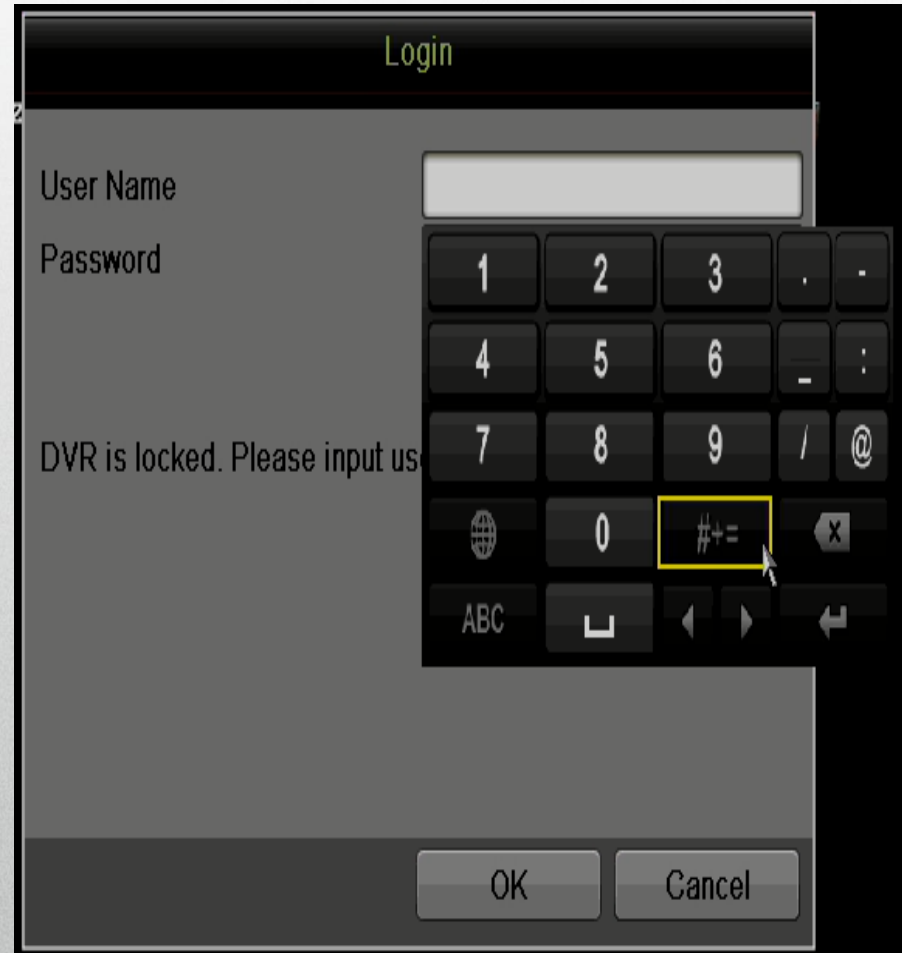 Login
User Name
Password
1 2 3 . -
4 5 6 _ :
DVR is locked. Please input
7 8 9 / @
0 #+=
ABC
OK Cancel